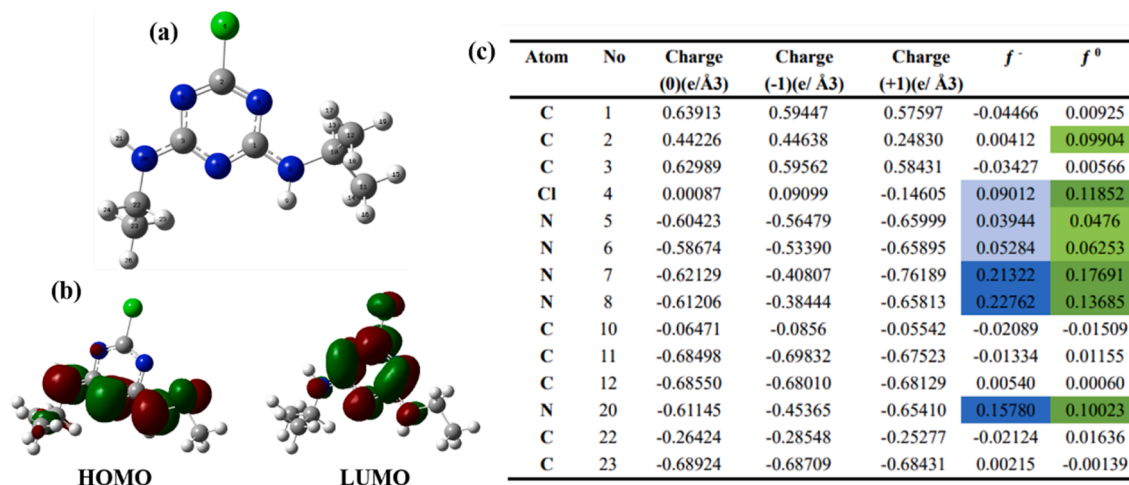 (a)
(b)
HOMO
LUMO
(c)
Atom No Charge Charge Charge f - f 0
(0)(e/Å3) (-1)(e/ Å3) (+1)(e/ Å3)
C 1 0.63913 0.59447 0.57597 -0.04466 0.00925
C 2 0.44226 0.44638 0.24830 0.00412 0.09904
C 3 0.62989 0.59562 0.58431 -0.03427 0.00566
Cl 4 0.00087 0.09099 -0.14605 0.09012 0.11852
N 5 -0.60423 -0.56479 -0.65999 0.03944 0.0476
N 6 -0.58674 -0.53390 -0.65895 0.05284 0.06253
N 7 -0.62129 -0.40807 -0.76189 0.21322 0.17691
N 8 -0.61206 -0.38444 -0.65813 0.22762 0.13685
C 10 -0.06471 -0.0856 -0.05542 -0.02089 -0.01509
C 11 -0.68498 -0.69832 -0.67523 -0.01334 0.01155
C 12 -0.68550 -0.68010 -0.68129 0.00540 0.00060
N 20 -0.61145 -0.45365 -0.65410 0.15780 0.10023
C 22 -0.26424 -0.28548 -0.25277 -0.02124 0.01636
C 23 -0.68924 -0.68709 -0.68431 0.00215 -0.00139